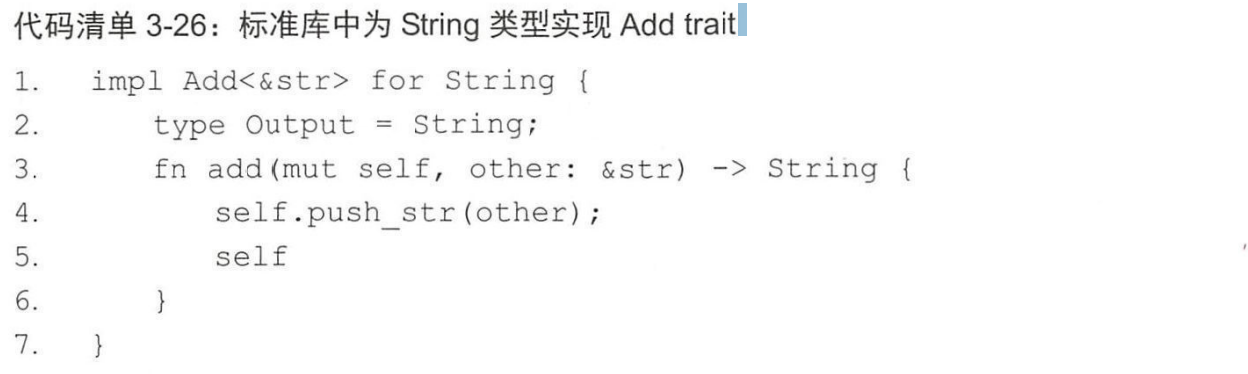 代码清单 3-26：标准库中为 String 类型实现 Add trait
1. impl Add<&str> for String {
2.     type Output = String;
3.     fn add(mut self, other: &str) -> String {
4.         self.push_str(other);
5.         self
6.     }
7. }